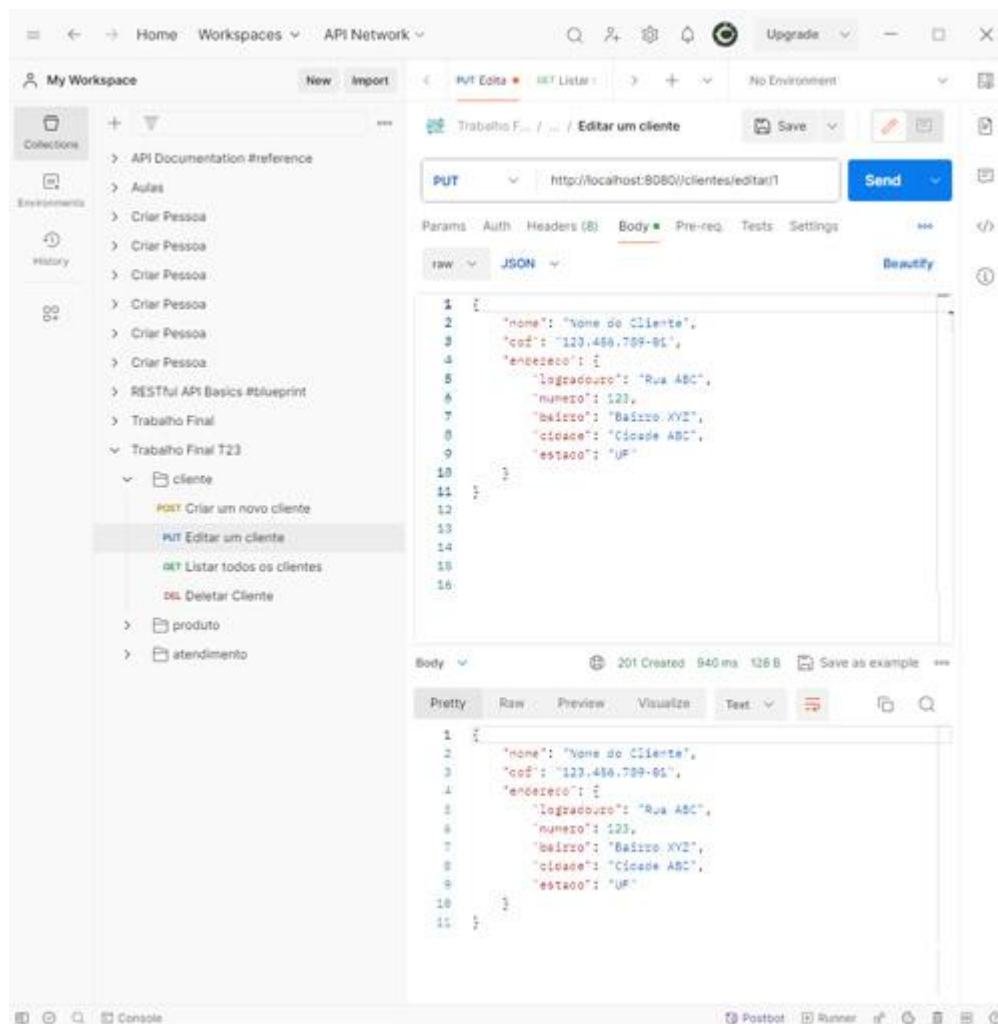 Home Workspaces API Network Upgrade
My Workspace New Import PUT Edita GET Listar No Environment
Collections
Environments
History
API Documentation #reference
Aulas
Criar Pessoa
Criar Pessoa
Criar Pessoa
Criar Pessoa
Criar Pessoa
Criar Pessoa
RESTful API Basics #blueprint
Trabalho Final
Trabalho Final T23
cliente
POST Criar um novo cliente
PUT Editar um cliente
GET Listar todos os clientes
DEL Deletar Cliente
produto
atendimento
Trabalho F... / ... / Editar um cliente Save
PUT http://localhost:8080//clientes/editar/1 Send
Params Auth Headers (8) Body Pre-req. Tests Settings
raw JSON Beautify
1 {
2 "nome": "Nome do Cliente",
3 "cpf": "123.456.789-01",
4 "endereco": {
5 "logradouro": "Rua ABC",
6 "numero": 123,
7 "bairro": "Bairro XYZ",
8 "cidade": "Cidade ABC",
9 "estado": "UF"
10 }
11 }
12
13
14
15
16
Body 201 Created 940 ms 128 B Save as example
Pretty Raw Preview Visualize Text
1 {
2 "nome": "Nome do Cliente",
3 "cpf": "123.456.789-01",
4 "endereco": {
5 "logradouro": "Rua ABC",
6 "numero": 123,
7 "bairro": "Bairro XYZ",
8 "cidade": "Cidade ABC",
9 "estado": "UF"
10 }
11 }
Console Postbot Runner